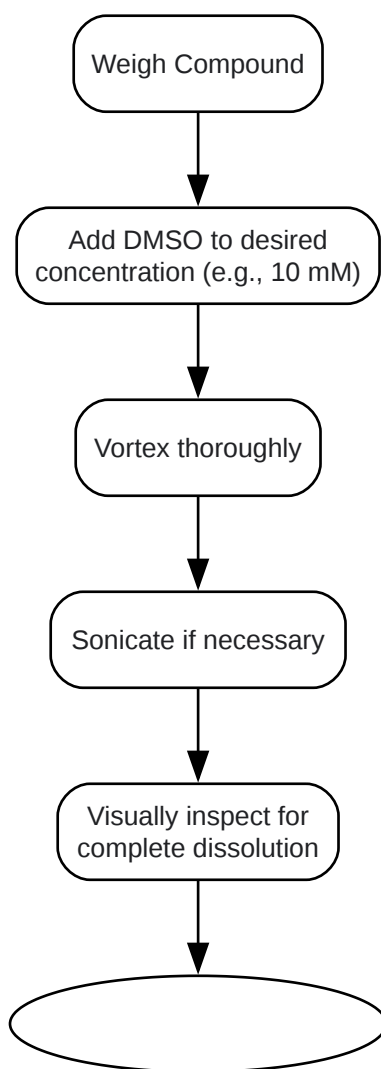 Weigh Compound
Add DMSO to desired
concentration (e.g., 10 mM)
Vortex thoroughly
Sonicate if necessary
Visually inspect for
complete dissolution